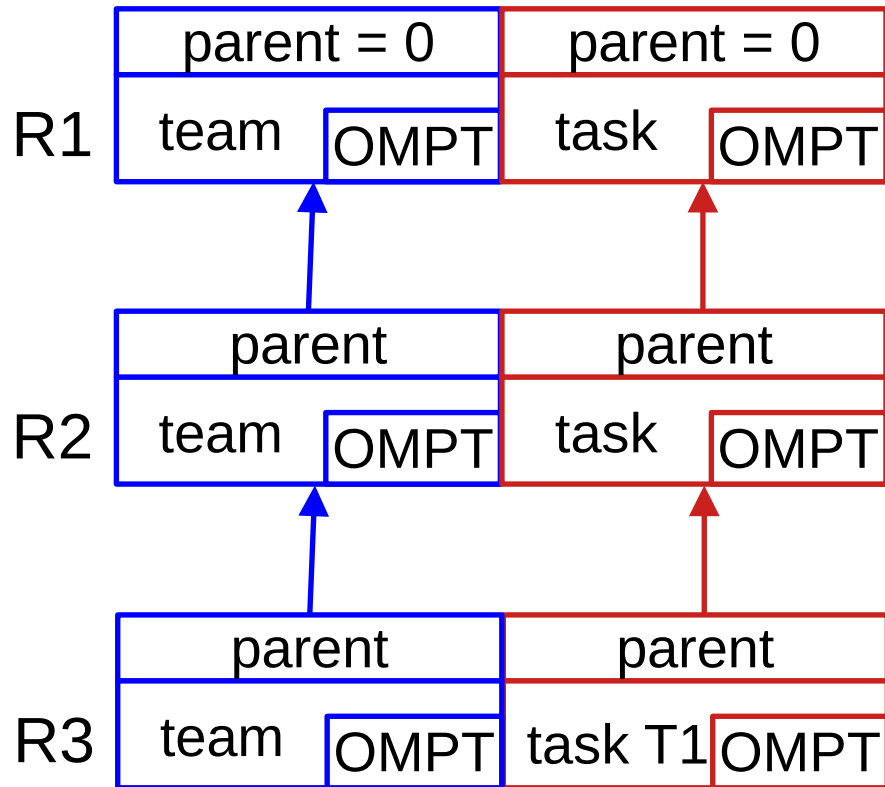 parent = 0 parent = 0
R1 team OMPT task OMPT
parent parent
R2 team OMPT task OMPT
parent parent
R3 team OMPT task T1 OMPT